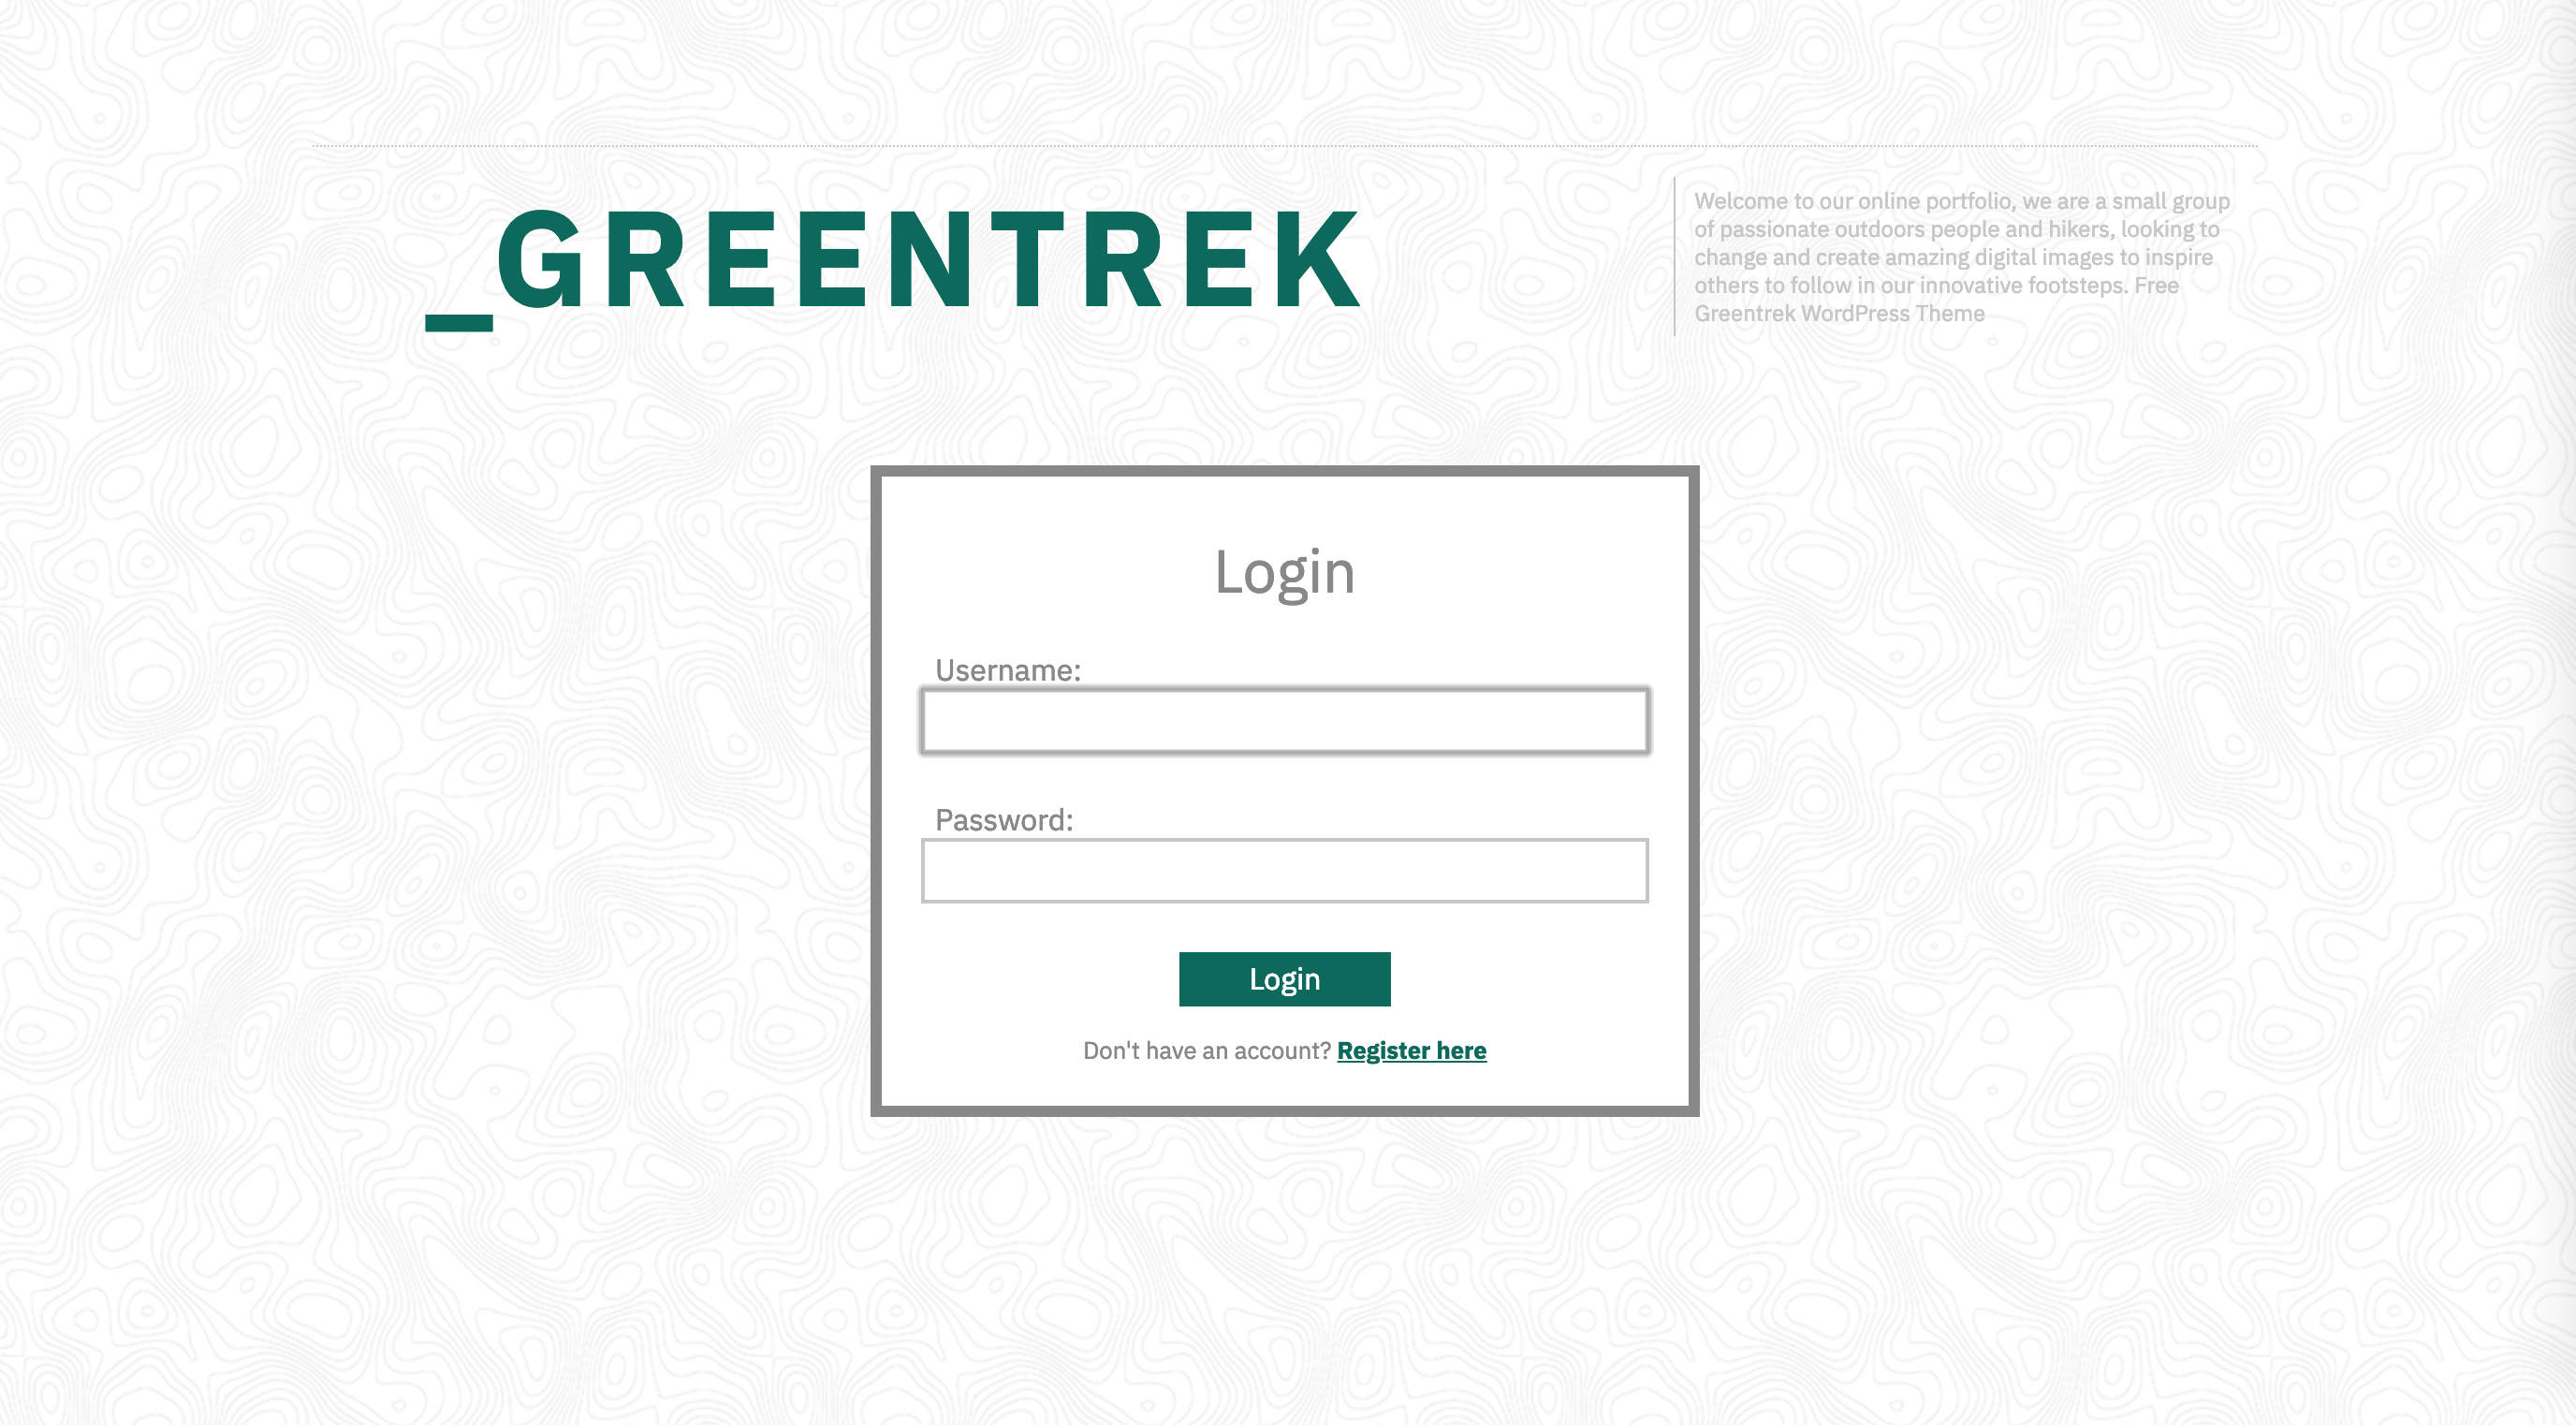 _GREENTREK
Welcome to our online portfolio, we are a small group
of passionate outdoors people and hikers, looking to
change and create amazing digital images to inspire
others to follow in our innovative footsteps. Free
Greentrek WordPress Theme
Login
Username:
Password:
Login
Don't have an account? Register here